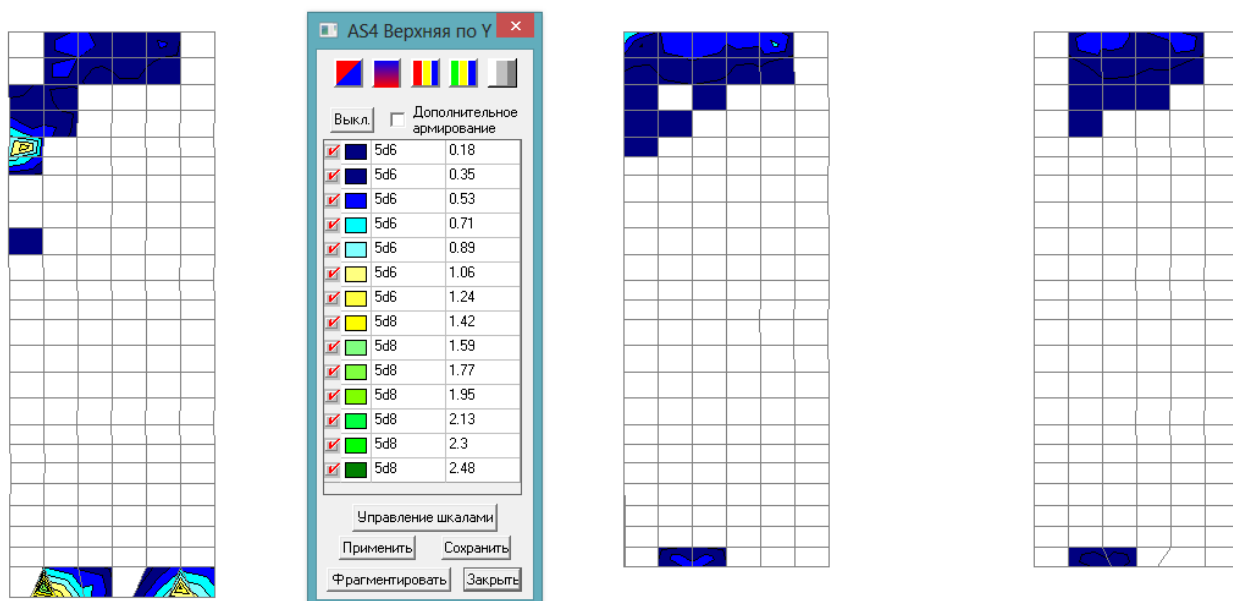 AS4 Верхняя по Y
Выкл.
Дополнительное
армирование
5d6 0.18
5d6 0.35
5d6 0.53
5d6 0.71
5d6 0.89
5d6 1.06
5d6 1.24
5d8 1.42
5d8 1.59
5d8 1.77
5d8 1.95
5d8 2.13
5d8 2.3
5d8 2.48
Управление шкалами
Применить Сохранить
Фрагментировать Закрыть